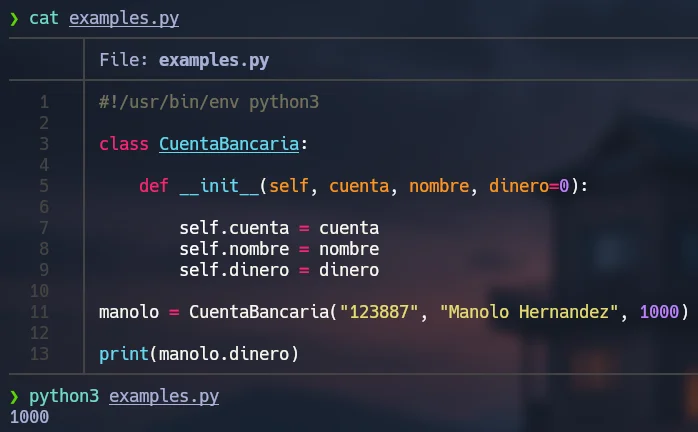 ❯ cat examples.py
File: examples.py
1 #!/usr/bin/env python3
2
3 class CuentaBancaria:
4
5     def __init__(self, cuenta, nombre, dinero=0):
6
7         self.cuenta = cuenta
8         self.nombre = nombre
9         self.dinero = dinero
10
11 manolo = CuentaBancaria("123887", "Manolo Hernandez", 1000)
12
13 print(manolo.dinero)
❯ python3 examples.py
1000